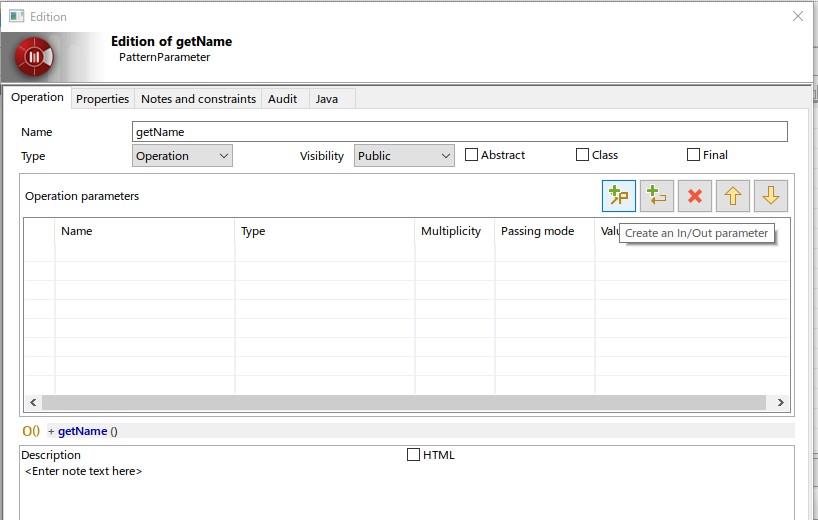 Edition
Edition of getName
PatternParameter
Operation Properties Notes and constraints Audit Java
Name getName
Type Operation Visibility Public Abstract Class Final
Operation parameters
Name Type Multiplicity Passing mode
Create an In/Out parameter
O() + getName ()
Description HTML
<Enter note text here>